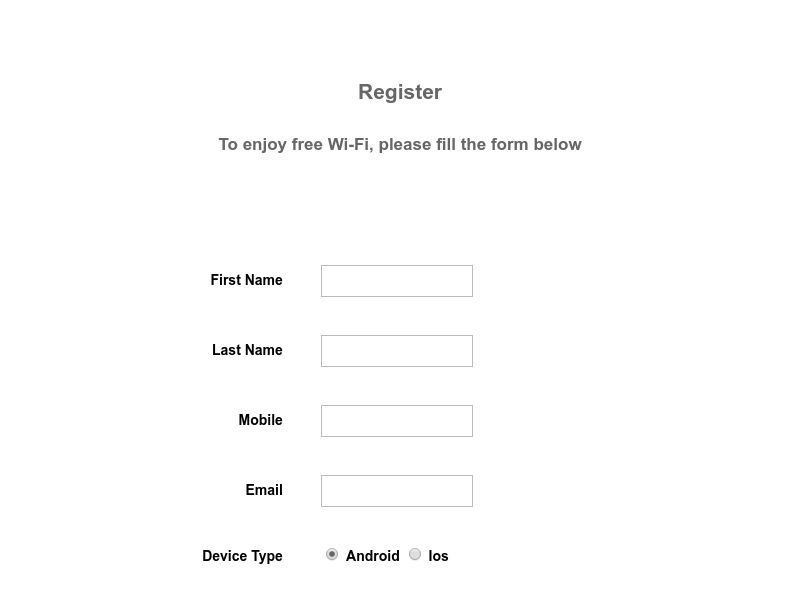 Register
To enjoy free Wi-Fi, please fill the form below
First Name
Last Name
Mobile
Email
Device Type Android Ios